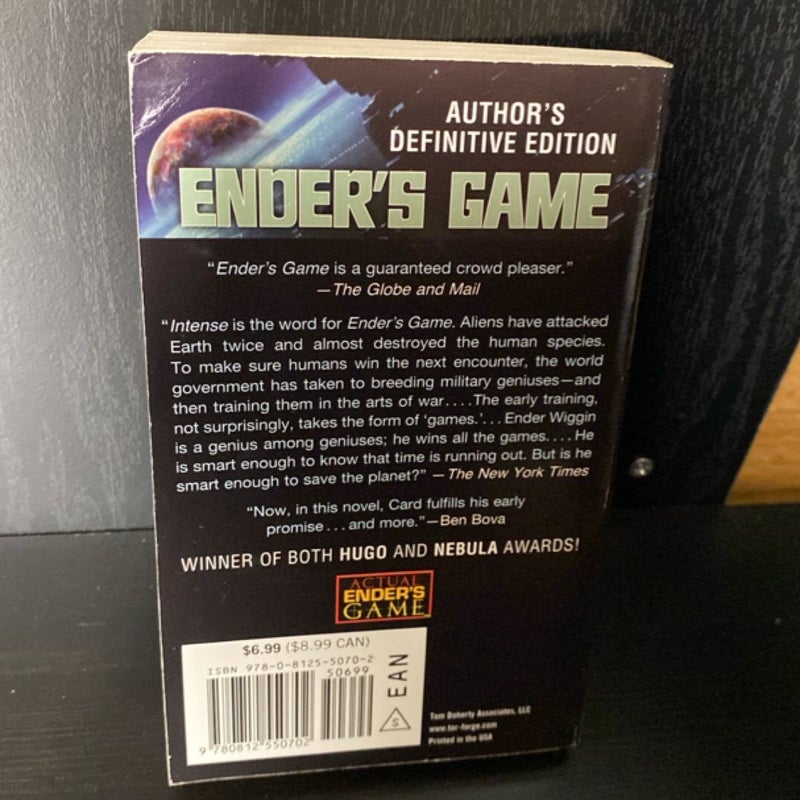 AUTHOR'S
DEFINITIVE EDITION
ENDER'S GAME
"Ender's Game is a guaranteed crowd pleaser."
—The Globe and Mail
"Intense is the word for Ender's Game. Aliens have attacked
Earth twice and almost destroyed the human species.
To make sure humans win the next encounter, the world
government has taken to breeding military geniuses—and
then training them in the arts of war....The early training,
not surprisingly, takes the form of 'games.'...Ender Wiggin
is a genius among geniuses; he wins all the games....He
is smart enough to know that time is running out. But is he
smart enough to save the planet?" —The New York Times
"Now, in this novel, Card fulfills his early
promise...and more."—Ben Bova
WINNER OF BOTH HUGO AND NEBULA AWARDS!
ACTUAL
ENDER'S
GAME
$6.99 ($8.99 CAN)
ISBN 978-0-8125-5070-2
50699
EAN
S
9 780812 550702
Tom Doherty Associates, LLC
www.tor-forge.com
Printed in the USA